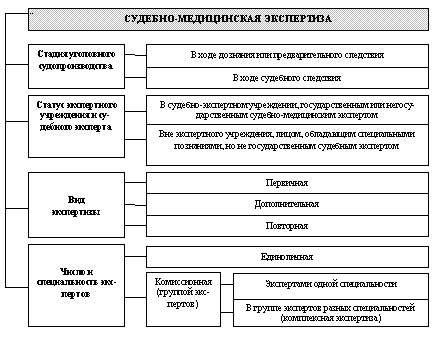 СУДЕБНО-МЕДИЦИНСКАЯ ЭКСПЕРТИЗА
Стадия уголовного
судопроизводства
В ходе дознания или предварительного следствия
В ходе судебного следствия
Статус экспертного
учреждения и су-
дебного эксперта
В судебно-экспертном учреждении, государственным или негосу-
дарственным судебно-медицинским экспертом
Вне экспертного учреждения, лицом, обладающим специальными
познаниями, но не государственным судебным экспертом
Вид
экспертизы
Первичная
Дополнительная
Повторная
Число и
специальность экс-
пертов
Единоличная
Комиссионная
(группой экс-
пертов)
Экспертами одной специальности
В группе экспертов разных специальностей
(комплексная экспертиза)